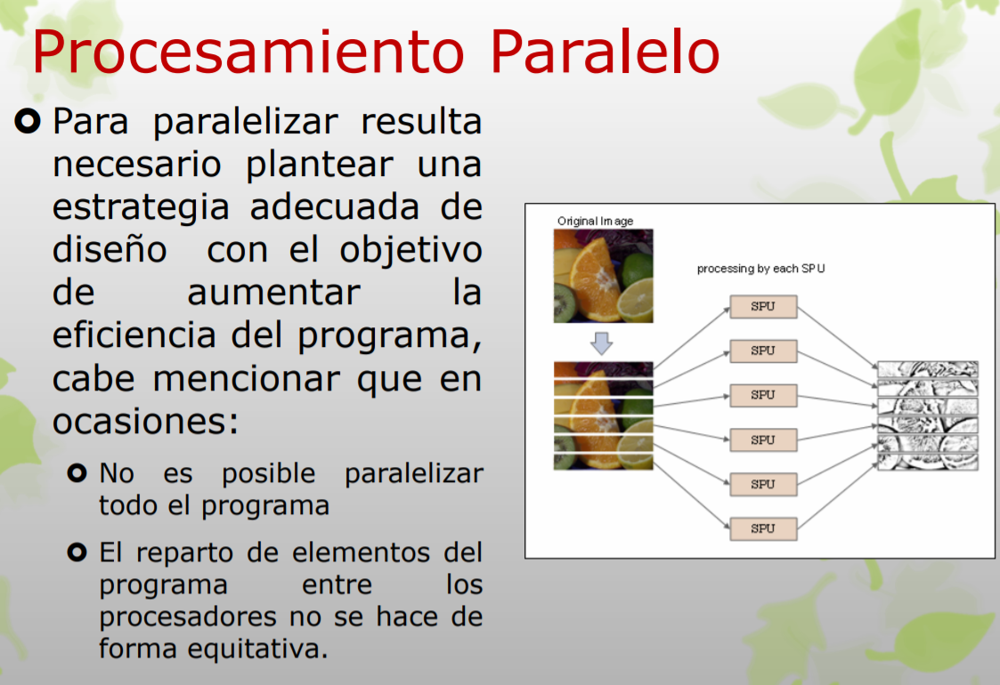 Procesamiento Paralelo
Para paralelizar resulta
necesario plantear una
estrategia adecuada de
diseño con el objetivo
de aumentar la
eficiencia del programa,
cabe mencionar que en
ocasiones:
No es posible paralelizar
todo el programa
El reparto de elementos del
programa entre los
procesadores no se hace de
forma equitativa.
Original Image
processing by each SPU
SPU
SPU
SPU
SPU
SPU
SPU